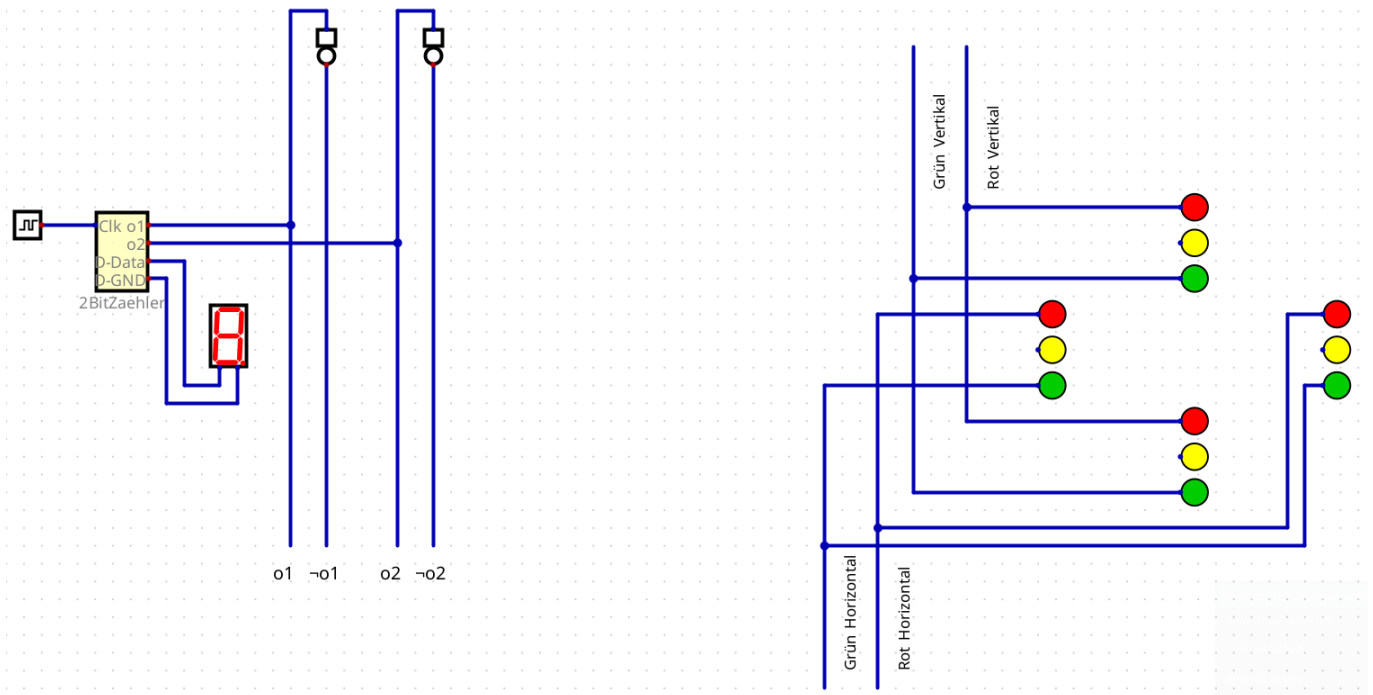 Clk o1
o2
D-Data
D-GND
2BitZaehler
o1 ¬o1 o2 ¬o2
Grün Vertikal
Rot Vertikal
Grün Horizontal
Rot Horizontal